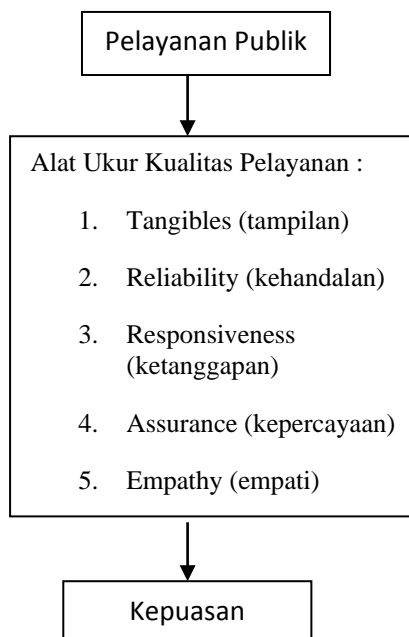 Pelayanan Publik
Alat Ukur Kualitas Pelayanan :
1. Tangibles (tampilan)
2. Reliability (kehandalan)
3. Responsiveness
(ketanggapan)
4. Assurance (kepercayaan)
5. Empathy (empati)
Kepuasan